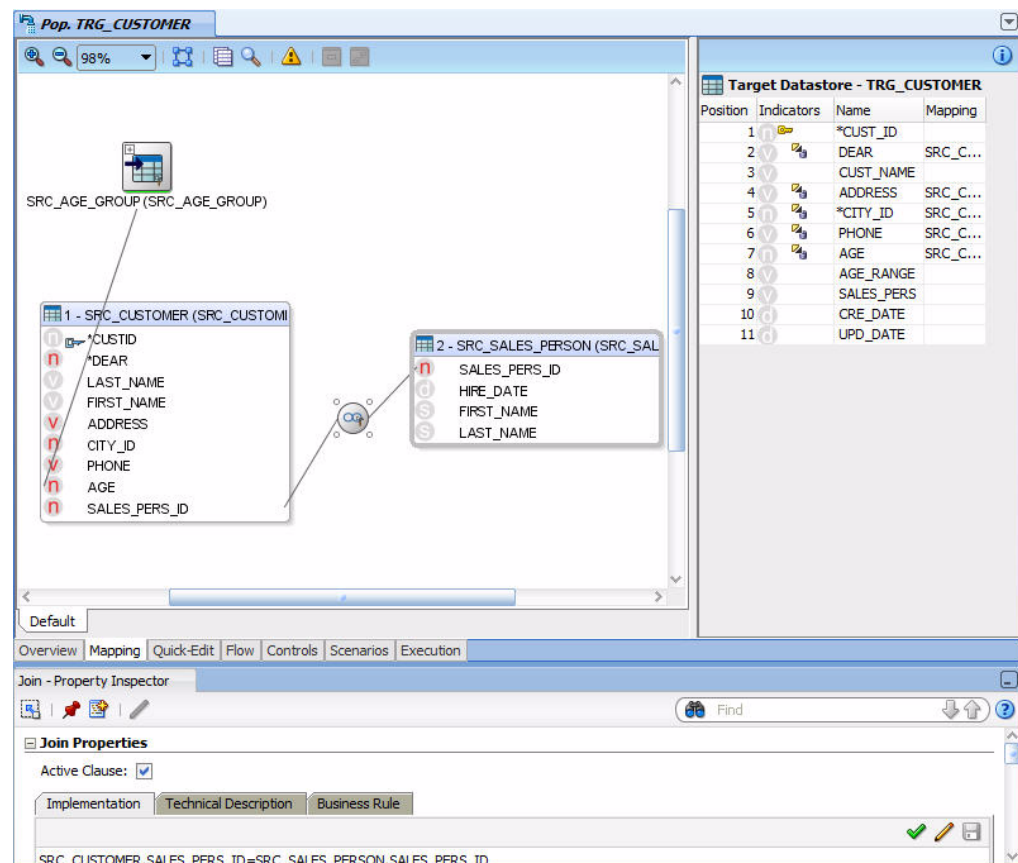 Pop. TRG_CUSTOMER
98%
SRC_AGE_GROUP (SRC_AGE_GROUP)
1 - SRC_CUSTOMER (SRC_CUSTOMI
n *CUSTID
n *DEAR
v LAST_NAME
v FIRST_NAME
v ADDRESS
n CITY_ID
v PHONE
n AGE
n SALES_PERS_ID
2 - SRC_SALES_PERSON (SRC_SAL
n SALES_PERS_ID
d HIRE_DATE
S FIRST_NAME
S LAST_NAME
Default
Target Datastore - TRG_CUSTOMER
Position Indicators Name Mapping
1 n *CUST_ID
2 v DEAR SRC_C...
3 v CUST_NAME
4 v ADDRESS SRC_C...
5 n *CITY_ID SRC_C...
6 v PHONE SRC_C...
7 n AGE SRC_C...
8 v AGE_RANGE
9 v SALES_PERS
10 d CRE_DATE
11 d UPD_DATE
Overview Mapping Quick-Edit Flow Controls Scenarios Execution
Join - Property Inspector
Find
Join Properties
Active Clause:
Implementation Technical Description Business Rule
SRC_CUSTOMER.SALES_PERS_ID=SRC_SALES_PERSON.SALES_PERS_ID